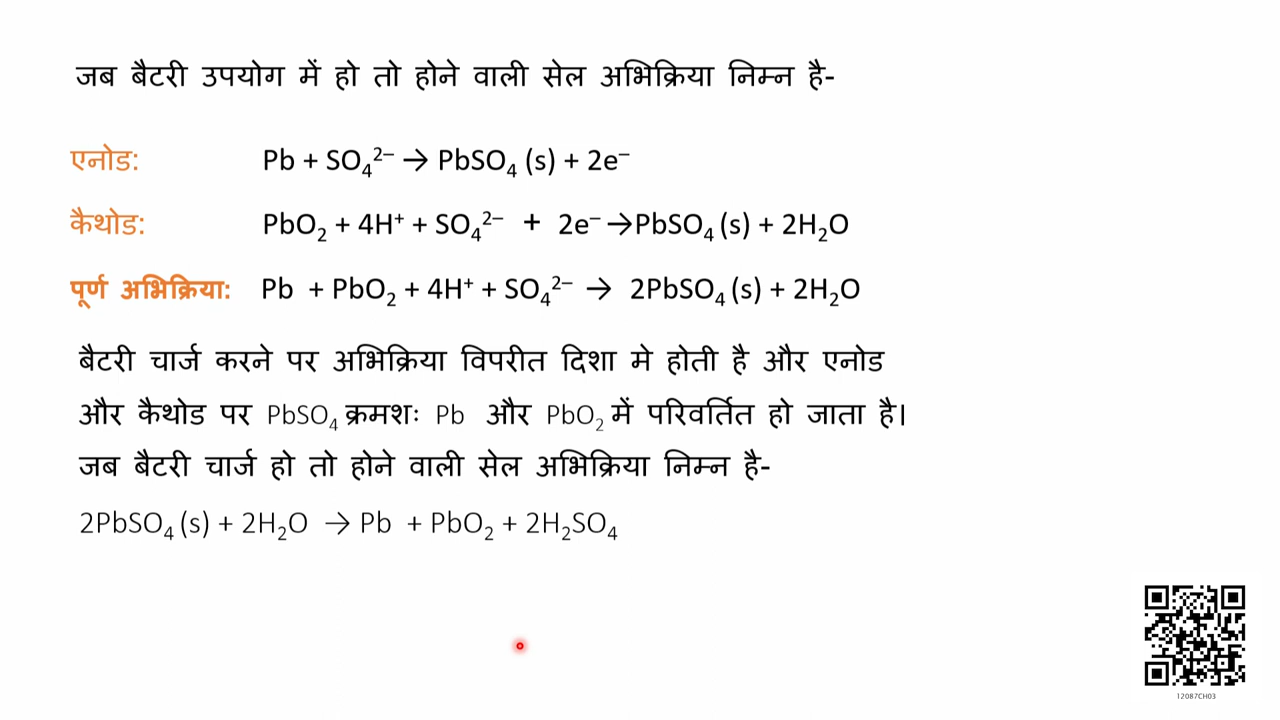 जब बैटरी उपयोग में हो तो होने वाली सेल अभिक्रिया निम्न है-
एनोड: Pb + SO₄²⁻ → PbSO₄ (s) + 2e⁻
कैथोड: PbO₂ + 4H⁺ + SO₄²⁻ + 2e⁻ →PbSO₄ (s) + 2H₂O
पूर्ण अभिक्रिया: Pb + PbO₂ + 4H⁺ + SO₄²⁻ → 2PbSO₄ (s) + 2H₂O
बैटरी चार्ज करने पर अभिक्रिया विपरीत दिशा मे होती है और एनोड
और कैथोड पर PbSO₄ क्रमशः Pb और PbO₂ में परिवर्तित हो जाता है।
जब बैटरी चार्ज हो तो होने वाली सेल अभिक्रिया निम्न है-
2PbSO₄ (s) + 2H₂O → Pb + PbO₂ + 2H₂SO₄
12087CH03